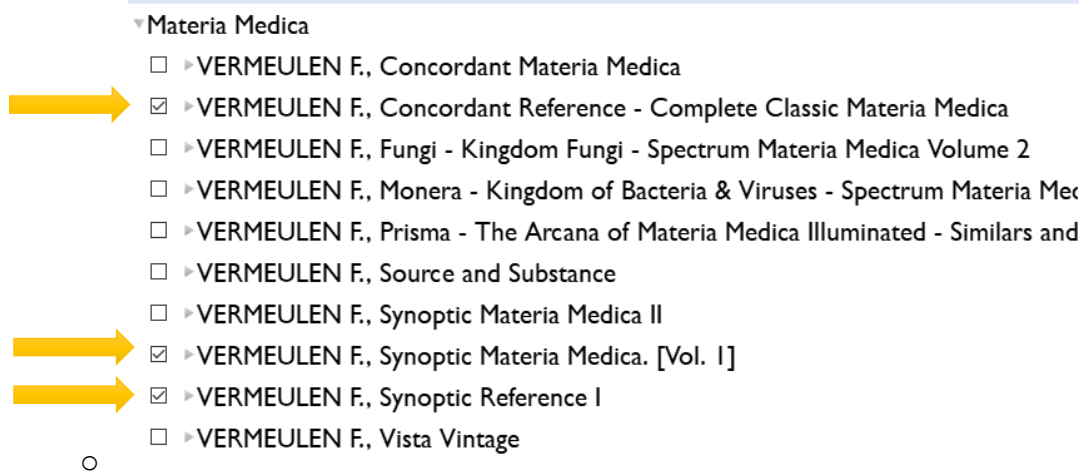 Materia Medica
VERMEULEN F., Concordant Materia Medica
VERMEULEN F., Concordant Reference - Complete Classic Materia Medica
VERMEULEN F., Fungi - Kingdom Fungi - Spectrum Materia Medica Volume 2
VERMEULEN F., Monera - Kingdom of Bacteria & Viruses - Spectrum Materia
VERMEULEN F., Prisma - The Arcana of Materia Medica Illuminated - Similars and
VERMEULEN F., Source and Substance
VERMEULEN F., Synoptic Materia Medica II
VERMEULEN F., Synoptic Materia Medica. [Vol. 1]
VERMEULEN F., Synoptic Reference I
VERMEULEN F., Vista Vintage